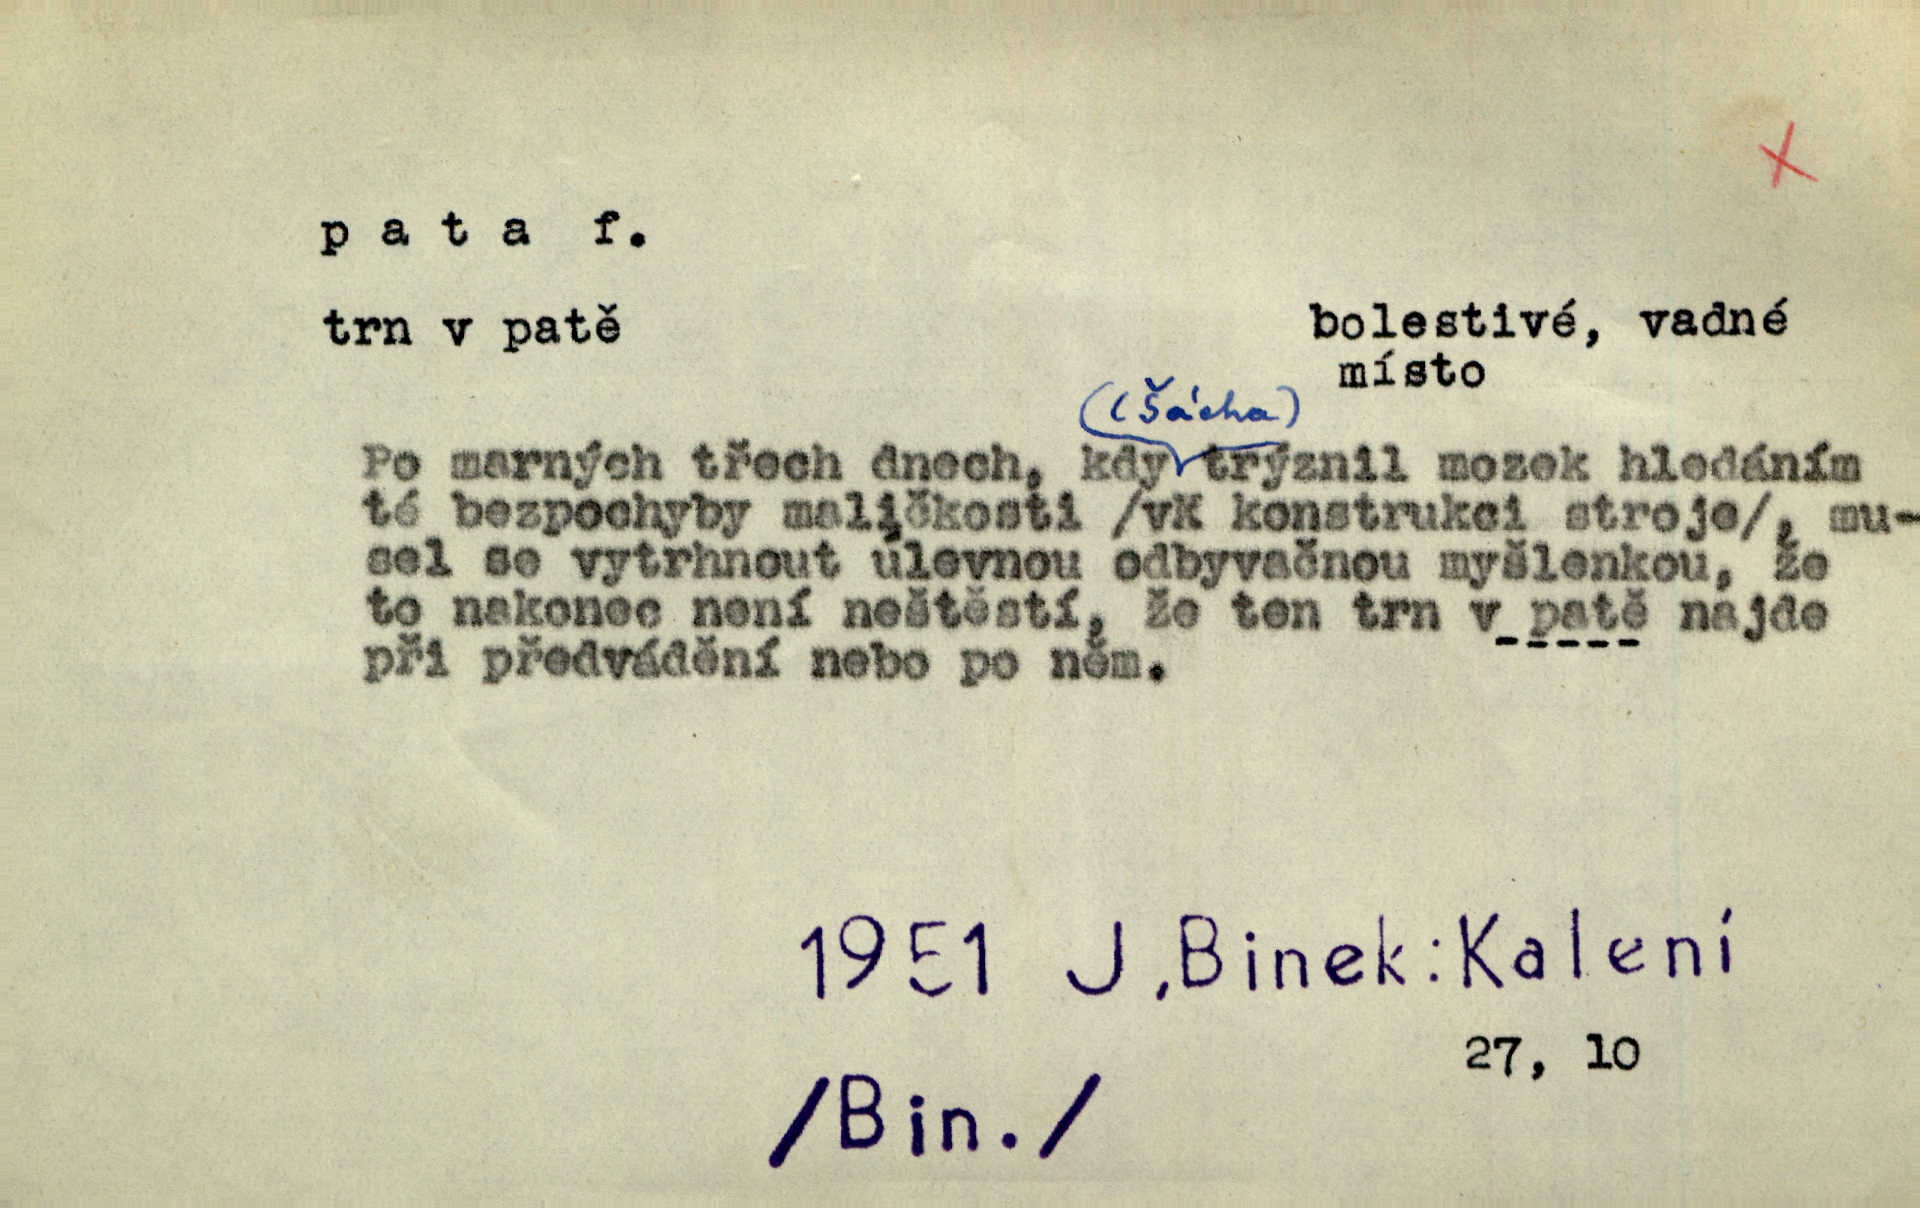 p a t a f.
trn v patě
bolestivé, vadné
místo
(Šácha)
Po marných třech dnech, kdy trýznil mozek hledáním
té bezpochyby maličkosti /vK konstrukci stroje/, mu-
sel se vytrhnout úlevnou odbyvačnou myšlenkou, že
to nakonec není neštěstí, že ten trn v patě najde
při předvádění nebo po něm.
1951 J,Binek:Kalení
27, 10
/Bin./